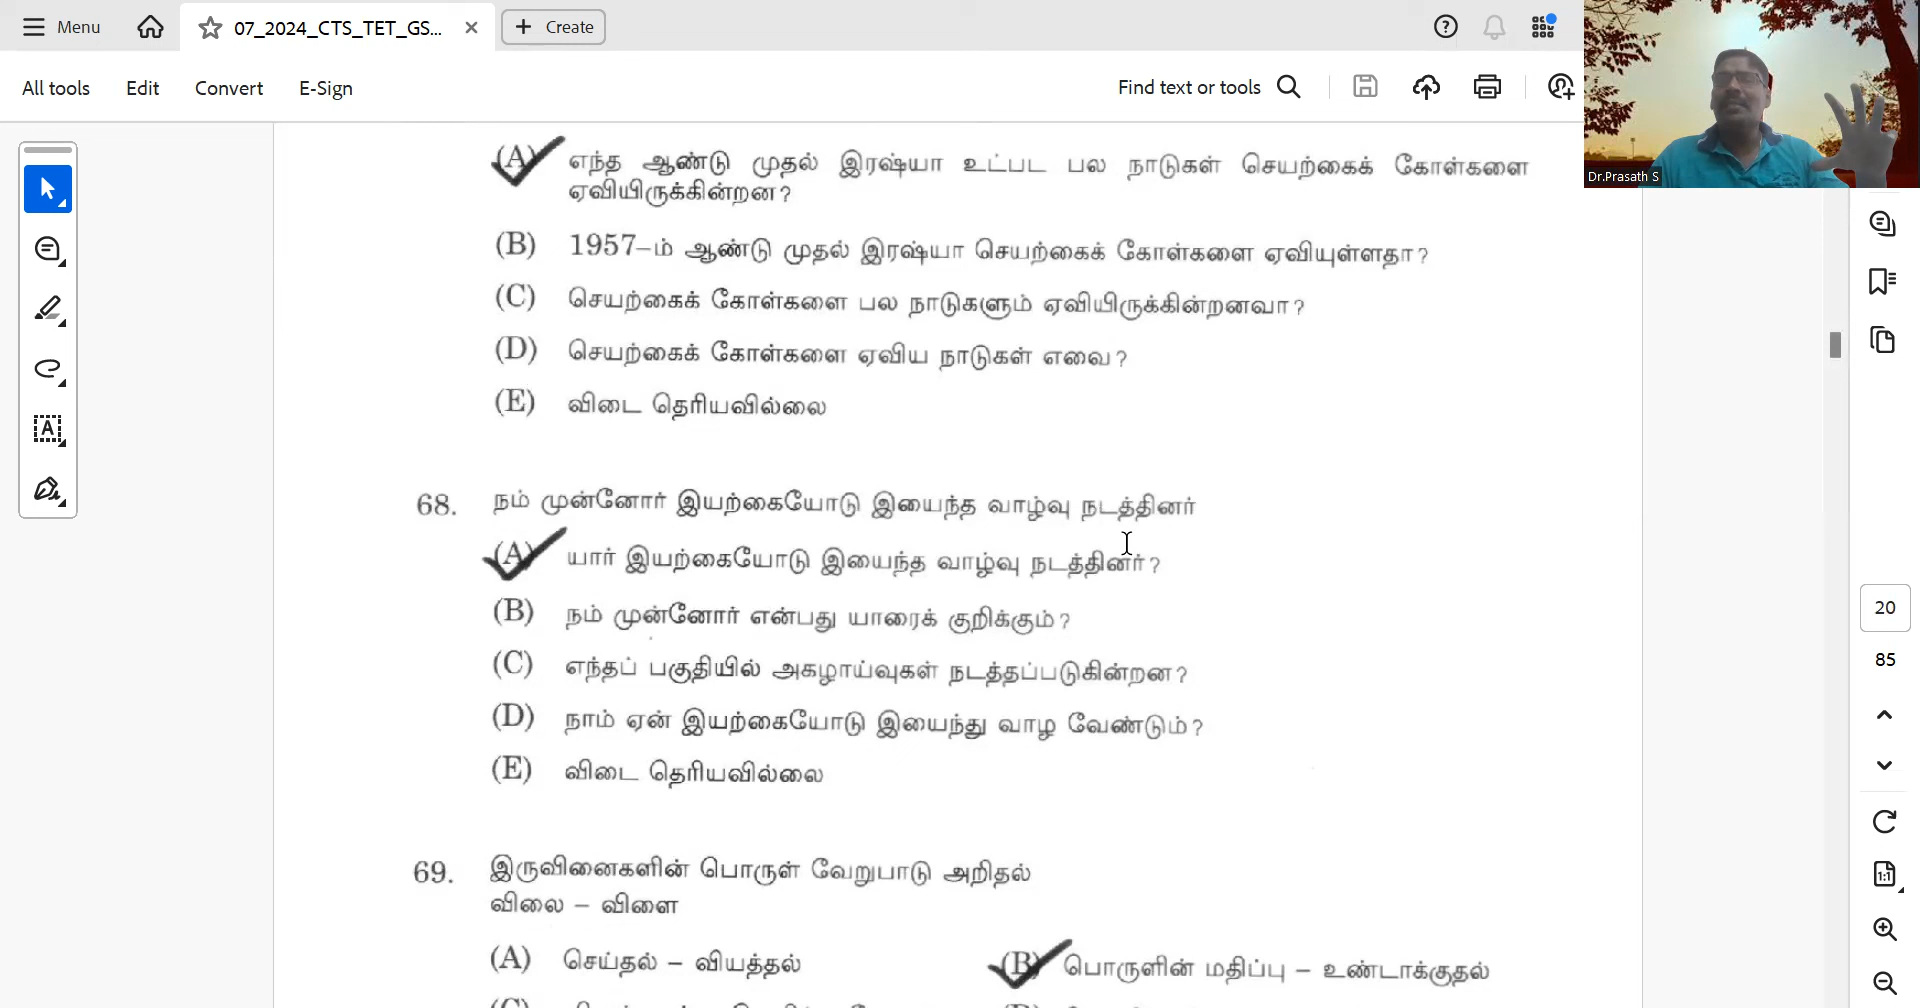 Menu
07_2024_CTS_TET_GS...
Create
All tools
Edit
Convert
E-Sign
Find text or tools
Dr.Prasath S
(A) எந்த ஆண்டு முதல் இரஷ்யா உட்பட பல நாடுகள் செயற்கைக் கோள்களை
ஏவியிருக்கின்றன?
(B) 1957–ம் ஆண்டு முதல் இரஷ்யா செயற்கைக் கோள்களை ஏவியுள்ளதா?
(C) செயற்கைக் கோள்களை பல நாடுகளும் ஏவியிருக்கின்றனவா?
(D) செயற்கைக் கோள்களை ஏவிய நாடுகள் எவை?
(E) விடை தெரியவில்லை
68. நம் முன்னோர் இயற்கையோடு இயைந்த வாழ்வு நடத்தினர்
(A) யார் இயற்கையோடு இயைந்த வாழ்வு நடத்தினர்?
(B) நம் முன்னோர் என்பது யாரைக் குறிக்கும்?
(C) எந்தப் பகுதியில் அகழாய்வுகள் நடத்தப்படுகின்றன?
(D) நாம் ஏன் இயற்கையோடு இயைந்து வாழ வேண்டும்?
(E) விடை தெரியவில்லை
69. இருவினைகளின் பொருள் வேறுபாடு அறிதல்
விலை – விளை
(A) செய்தல் – வியத்தல் (B) பொருளின் மதிப்பு – உண்டாக்குதல்
20
85
1:1